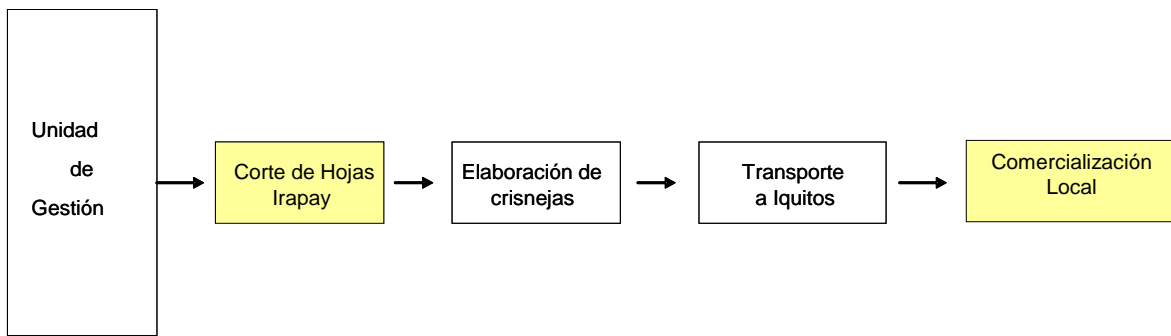 Unidad
de
Gestión
Corte de Hojas
Irapay
Elaboración de
crisnejas
Transporte
a Iquitos
Comercialización
Local